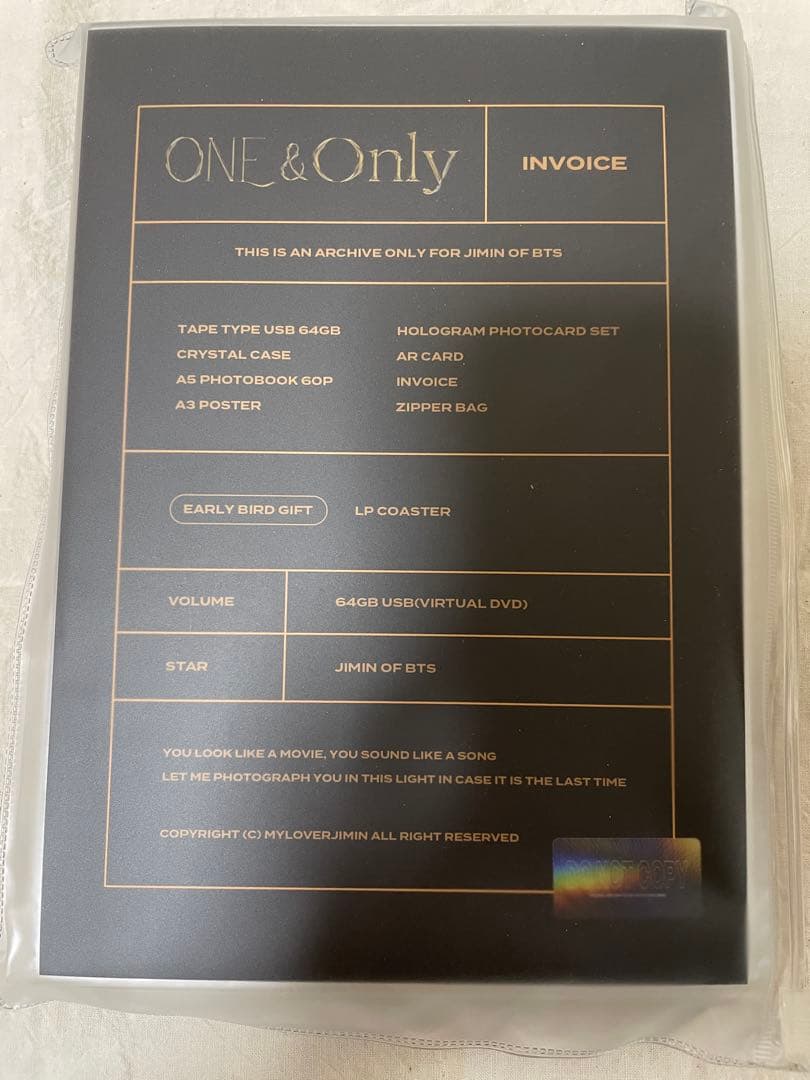 ONE & Only
INVOICE
THIS IS AN ARCHIVE ONLY FOR JIMIN OF BTS
TAPE TYPE USB 64GB
CRYSTAL CASE
A5 PHOTOBOOK 60P
A3 POSTER
HOLOGRAM PHOTOCARD SET
AR CARD
INVOICE
ZIPPER BAG
EARLY BIRD GIFT
LP COASTER
VOLUME
64GB USB(VIRTUAL DVD)
STAR
JIMIN OF BTS
YOU LOOK LIKE A MOVIE, YOU SOUND LIKE A SONG
LET ME PHOTOGRAPH YOU IN THIS LIGHT IN CASE IT IS THE LAST TIME
COPYRIGHT (C) MYLOVERJIMIN ALL RIGHT RESERVED
DO NOT COPY